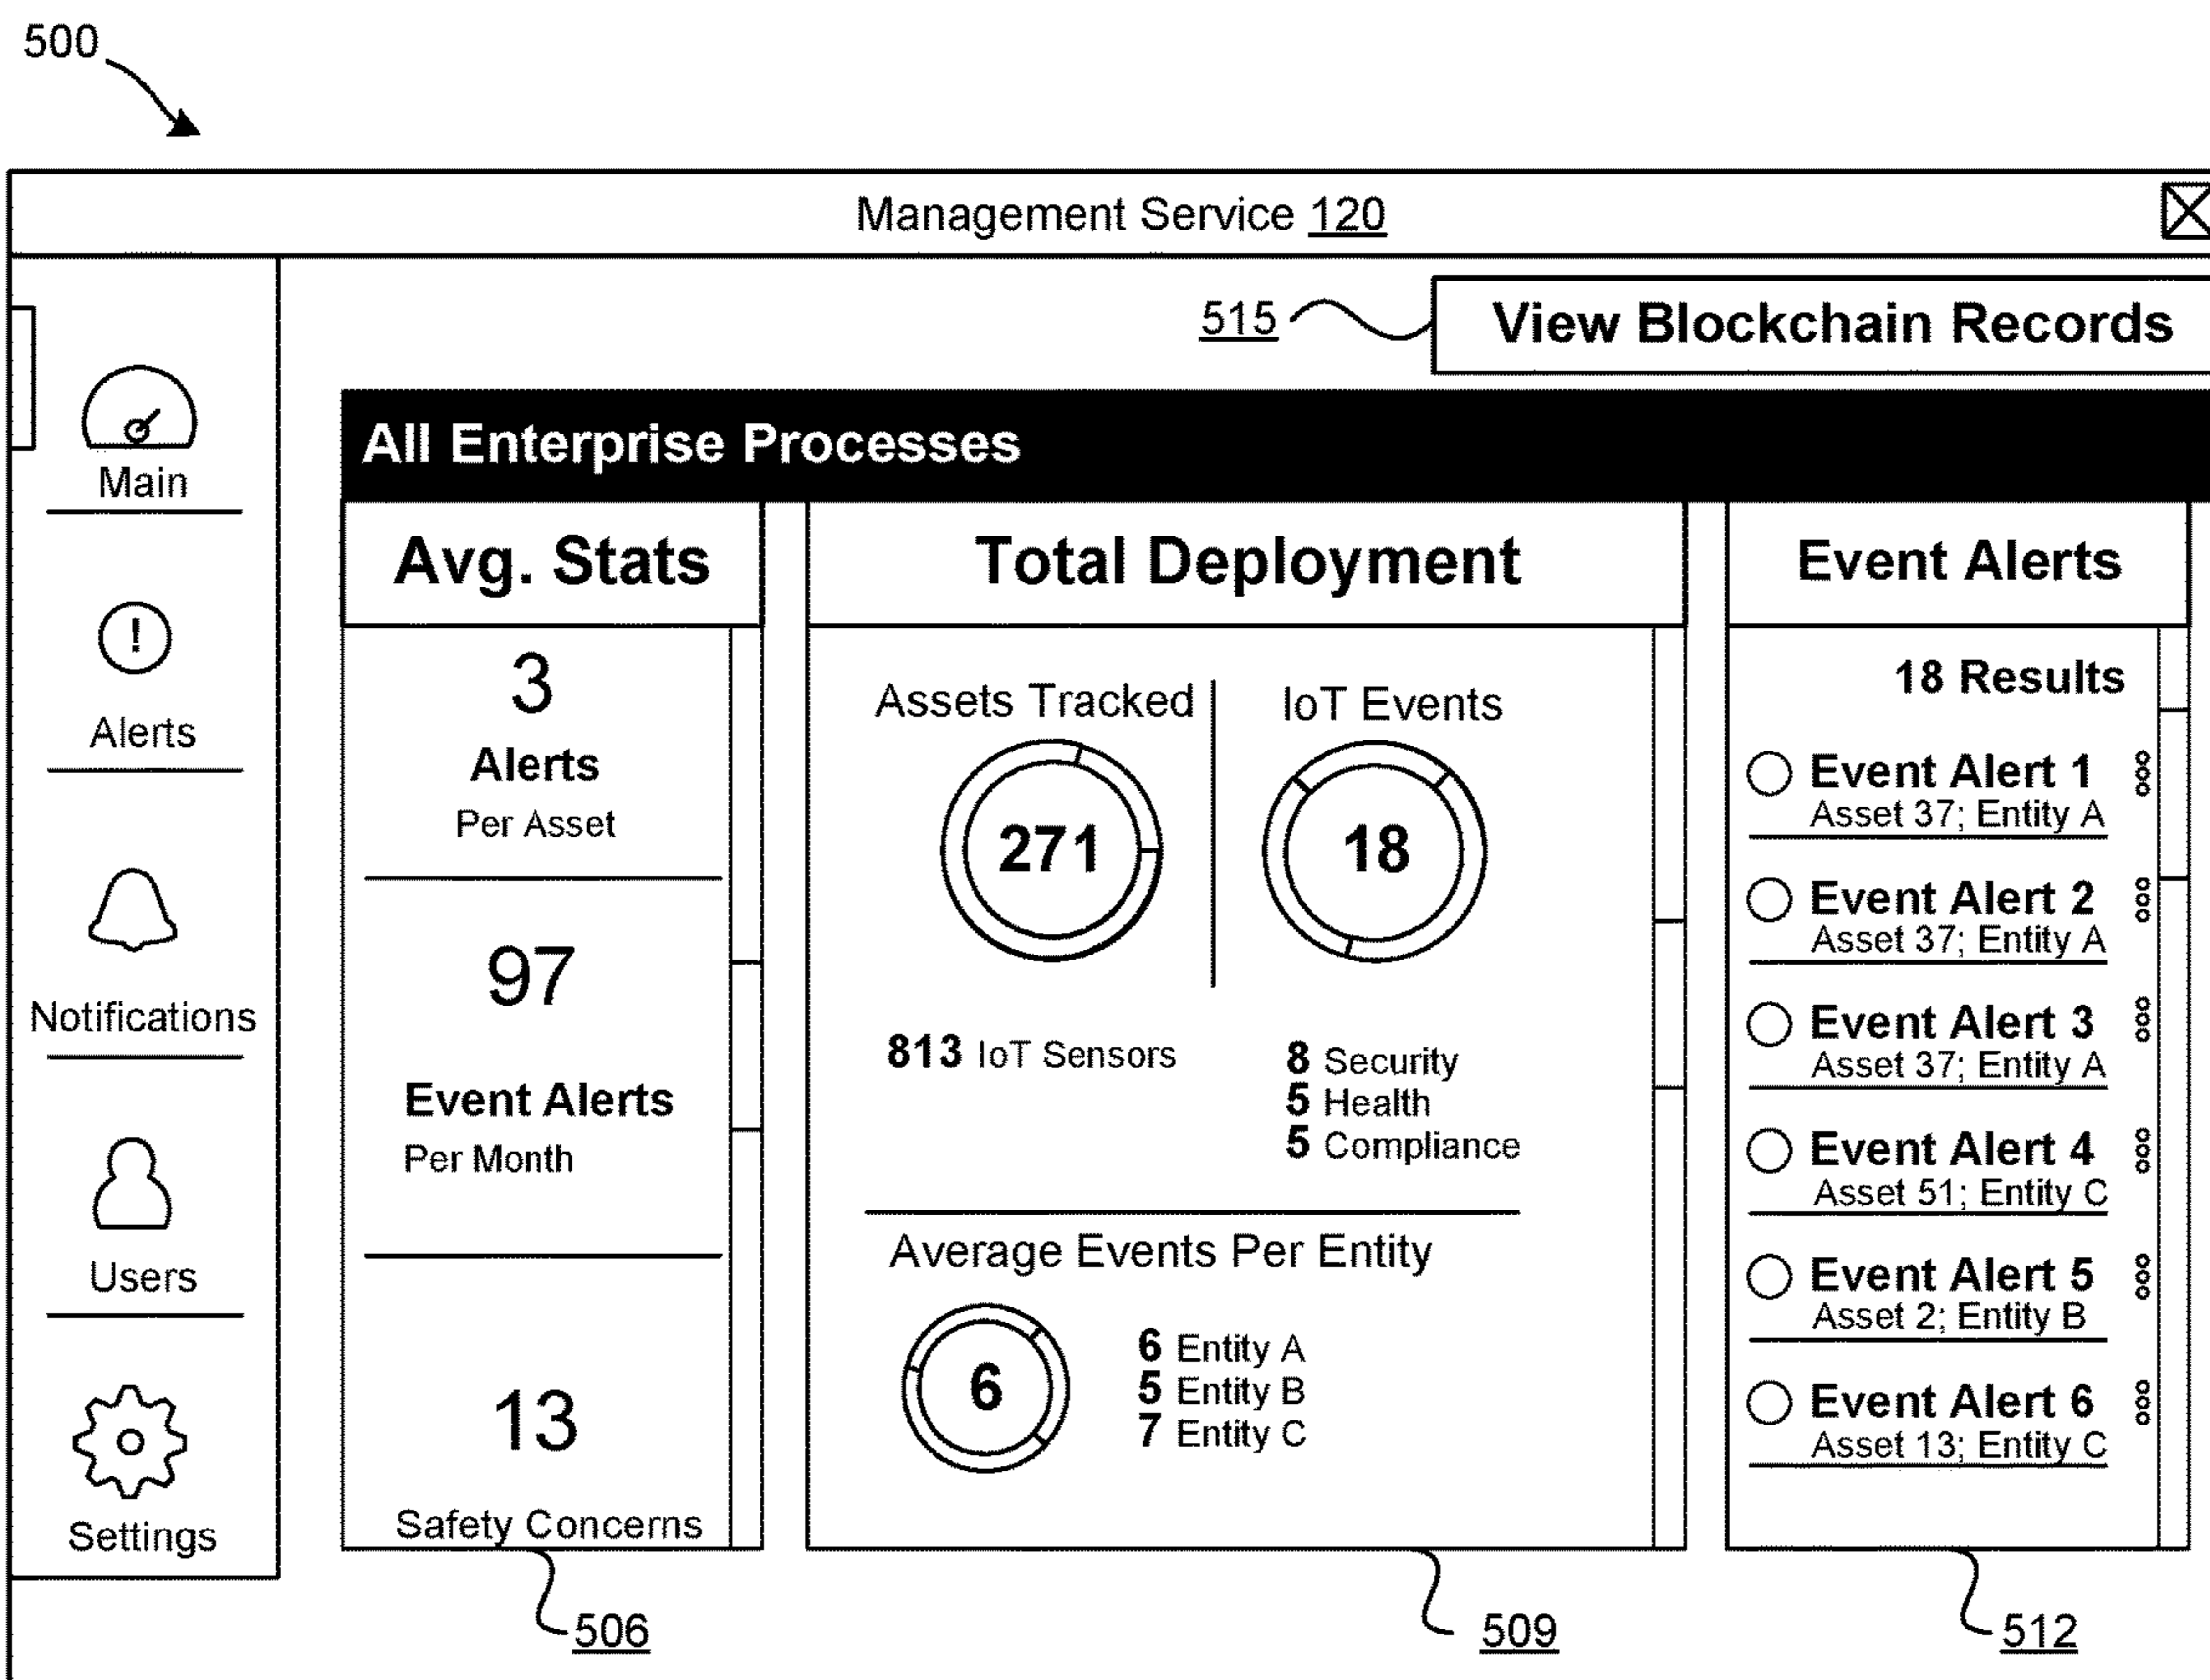 500
Management Service 120
515
View Blockchain Records
Main
Alerts
Notifications
Users
Settings
All Enterprise Processes
Avg. Stats
3
Alerts
Per Asset
97
Event Alerts
Per Month
13
Safety Concerns
506
Total Deployment
Assets Tracked
271
813 IoT Sensors
IoT Events
18
8 Security
5 Health
5 Compliance
Average Events Per Entity
6
6 Entity A
5 Entity B
7 Entity C
509
Event Alerts
18 Results
Event Alert 1
Asset 37; Entity A
Event Alert 2
Asset 37; Entity A
Event Alert 3
Asset 37; Entity A
Event Alert 4
Asset 51; Entity C
Event Alert 5
Asset 2; Entity B
Event Alert 6
Asset 13; Entity C
512